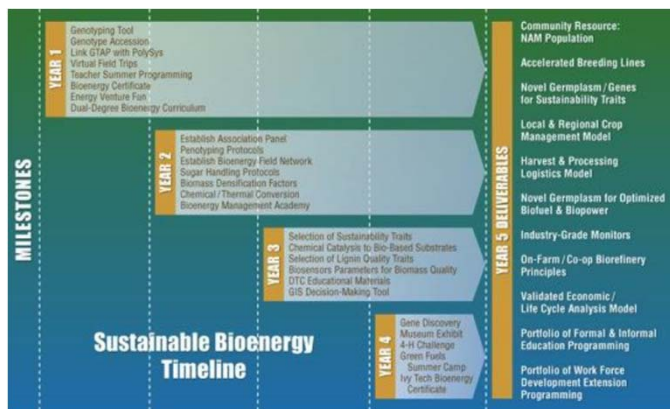 MILESTONES
YEAR 1
Genotyping Tool
Genotype Accession
Link GTAP with PolySys
Virtual Field Trips
Teacher Summer Programming
Bioenergy Certificate
Energy Venture Fun
Dual-Degree Bioenergy Curriculum
YEAR 2
Establish Association Panel
Penotyping Protocols
Establish Bioenergy Field Network
Sugar Handling Protocols
Biomass Densification Factors
Chemical/Thermal Conversion
Bioenergy Management Academy
YEAR 3
Selection of Sustainability Traits
Chemical Catalysis to Bio-Based Substrates
Selection of Lignin Quality Traits
Biosensors Parameters for Biomass Quality
DTC Educational Materials
GIS Decision-Making Tool
YEAR 4
Gene Discovery
Museum Exhibit
4-H Challenge
Green Fuels
Summer Camp
Ivy Tech Bioenergy
Certificate
Sustainable Bioenergy
Timeline
YEAR 5 DELIVERABLES
Community Resource:
NAM Population
Accelerated Breeding Lines
Novel Germplasm/Genes
for Sustainability Traits
Local & Regional Crop
Management Model
Harvest & Processing
Logistics Model
Novel Germplasm for Optimized
Biofuel & Biopower
Industry-Grade Monitors
On-Farm/Co-op Biorefinery
Principles
Validated Economic/
Life Cycle Analysis Model
Portfolio of Formal & Informal
Education Programming
Portfolio of Work Force
Development Extension
Programming